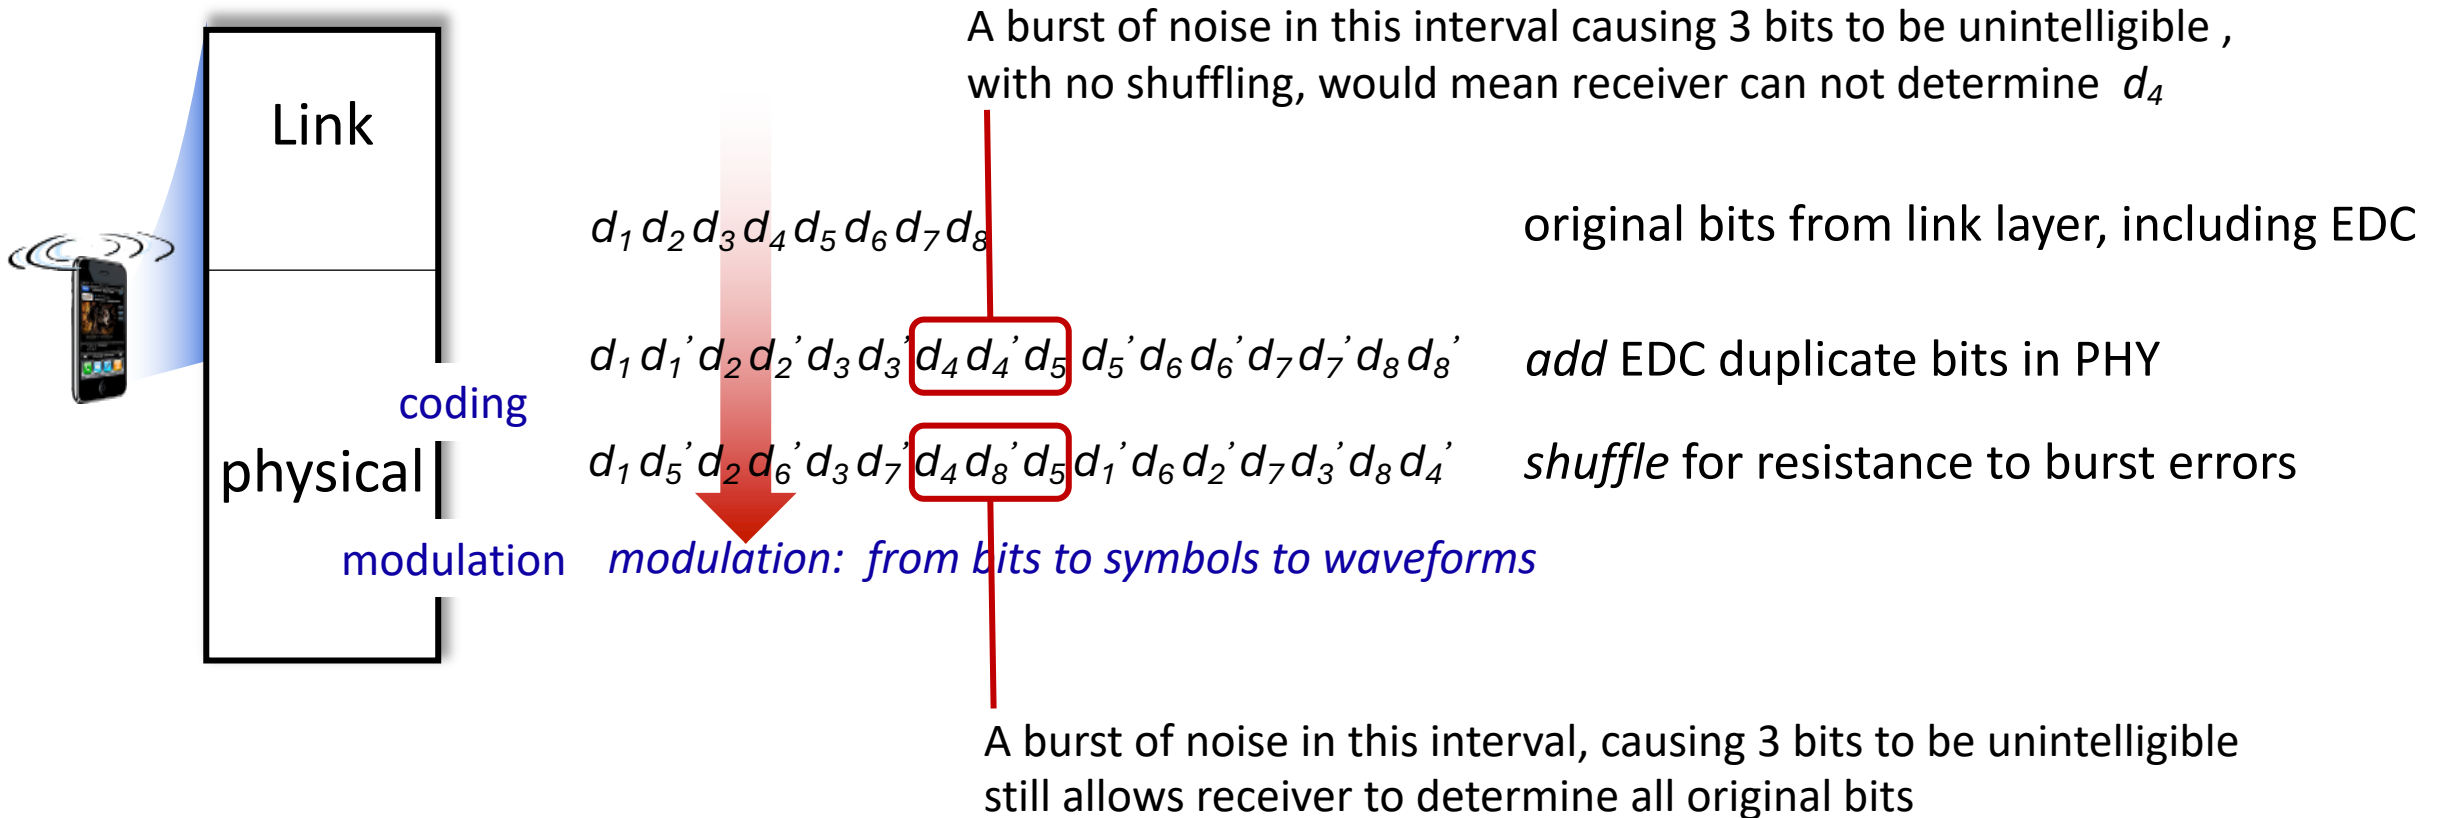 A burst of noise in this interval causing 3 bits to be unintelligible ,
with no shuffling, would mean receiver can not determine d₄
Link
d₁ d₂ d₃ d₄ d₅ d₆ d₇ d₈
original bits from link layer, including EDC
d₁ d₁’ d₂ d₂’ d₃ d₃’ d₄ d₄’ d₅ d₅’ d₆ d₆’ d₇ d₇’ d₈ d₈’
add EDC duplicate bits in PHY
coding
physical
d₁ d₅’ d₂ d₆’ d₃ d₇’ d₄ d₈’ d₅ d₁’ d₆ d₂’ d₇ d₃’ d₈ d₄’
shuffle for resistance to burst errors
modulation
modulation: from bits to symbols to waveforms
A burst of noise in this interval, causing 3 bits to be unintelligible
still allows receiver to determine all original bits